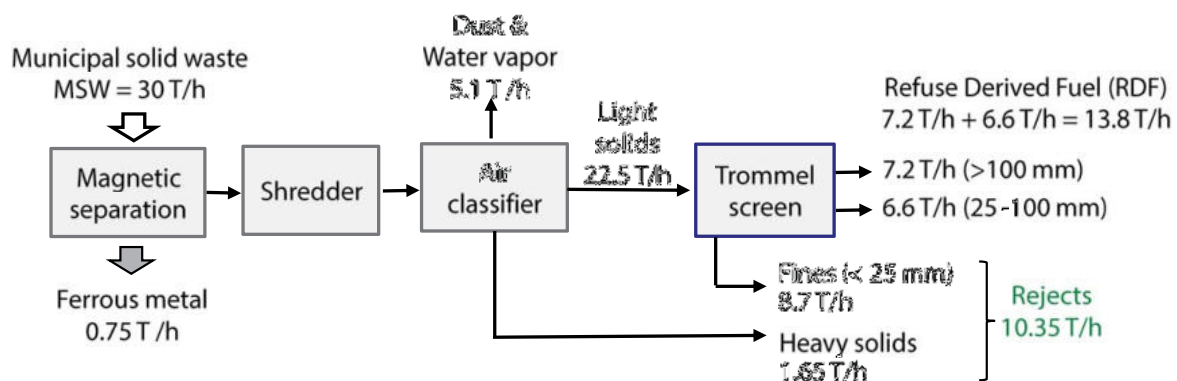 Municipal solid waste
MSW = 30 T/h
Magnetic
separation
Ferrous metal
0.75 T /h
Shredder
Dust &
Water vapor
5.1 T /h
Air
classifier
Light
solids
22.5 T/h
Trommel
screen
Refuse Derived Fuel (RDF)
7.2 T/h + 6.6 T/h = 13.8 T/h
7.2 T/h (>100 mm)
6.6 T/h (25-100 mm)
Fines (< 25 mm)
8.7 T/h
Heavy solids
1.65 T/h
Rejects
10.35 T/h